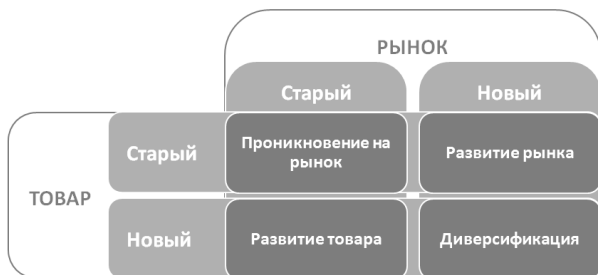 РЫНОК
Старый
Новый
ТОВАР
Старый
Проникновение на
рынок
Развитие рынка
Новый
Развитие товара
Диверсификация